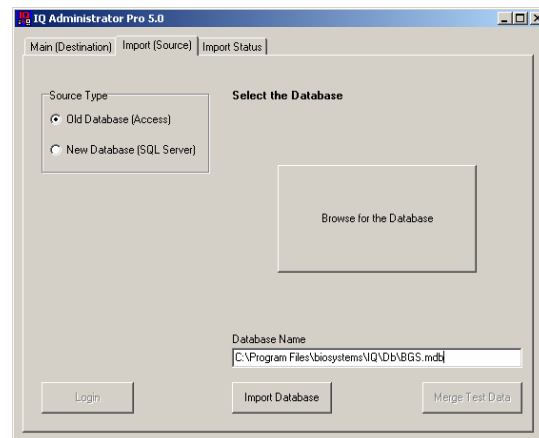 IQ Administrator Pro 5.0
Main (Destination) Import (Source) Import Status
Source Type
Old Database (Access)
New Database (SQL Server)
Select the Database
Browse for the Database
Database Name
C:\Program Files\biosystems\IQ\Db\BGS.mdb
Login Import Database Merge Test Data